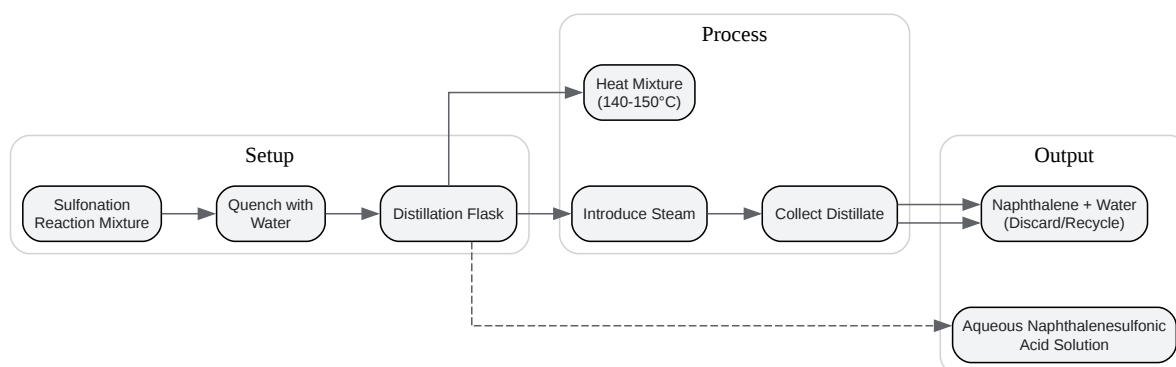 Process
Heat Mixture
(140-150°C)
Setup
Output
Sulfonation
Reaction Mixture
Quench with
Water
Distillation Flask
Introduce Steam
Collect Distillate
Naphthalene + Water
(Discard/Recycle)
Aqueous Naphthalenesulfonic
Acid Solution